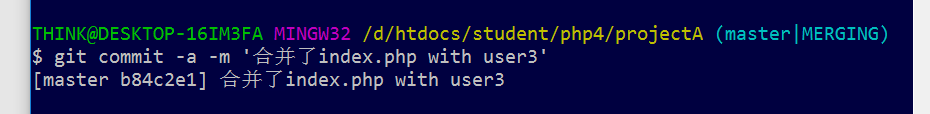 THINK@DESKTOP-16IM3FA MINGW32 /d/htdocs/student/php4/projectA (master|MERGING)
$ git commit -a -m '合并了index.php with user3'
[master b84c2e1] 合并了index.php with user3